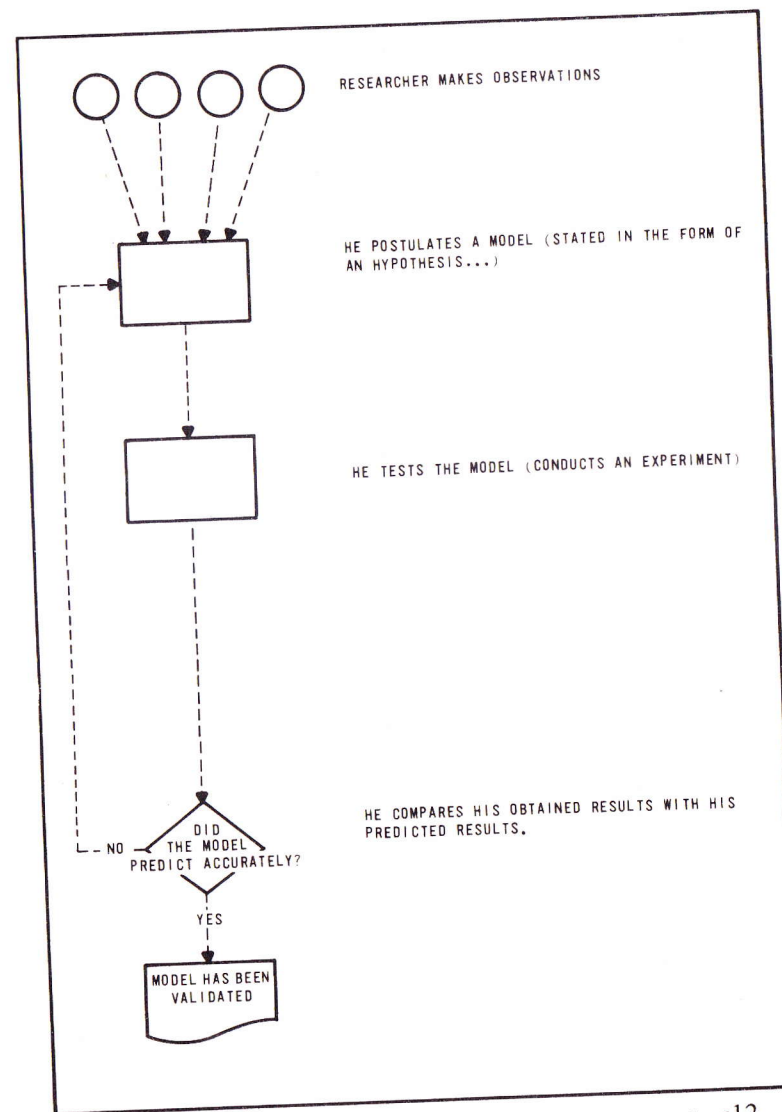 RESEARCHER MAKES OBSERVATIONS
HE POSTULATES A MODEL (STATED IN THE FORM OF
AN HYPOTHESIS...)
HE TESTS THE MODEL (CONDUCTS AN EXPERIMENT)
HE COMPARES HIS OBTAINED RESULTS WITH HIS
PREDICTED RESULTS.
DID
THE MODEL
PREDICT ACCURATELY?
NO
YES
MODEL HAS BEEN
VALIDATED